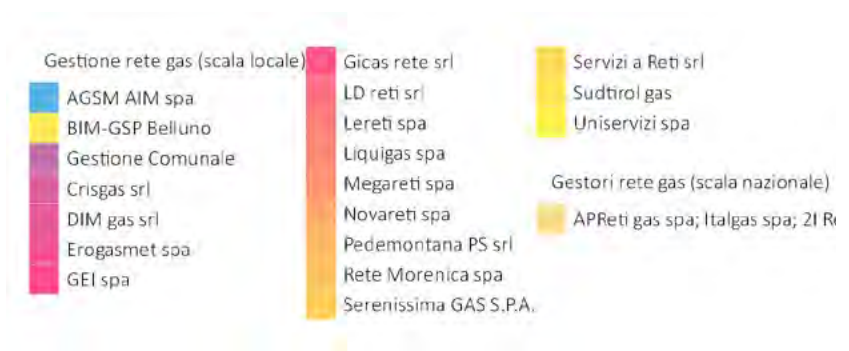 Gestione rete gas (scala locale)
AGSM AIM spa
BIM-GSP Belluno
Gestione Comunale
Crisgas srl
DIM gas srl
Erogasmet spa
GEI spa
Gicas rete srl
LD reti srl
Lereti spa
Liquigas spa
Megareti spa
Novareti spa
Pedemontana PS srl
Rete Morenica spa
Serenissima GAS S.P.A.
Servizi a Reti srl
Sudtirol gas
Uniservizi spa
Gestori rete gas (scala nazionale)
APReti gas spa; Italgas spa; 2I